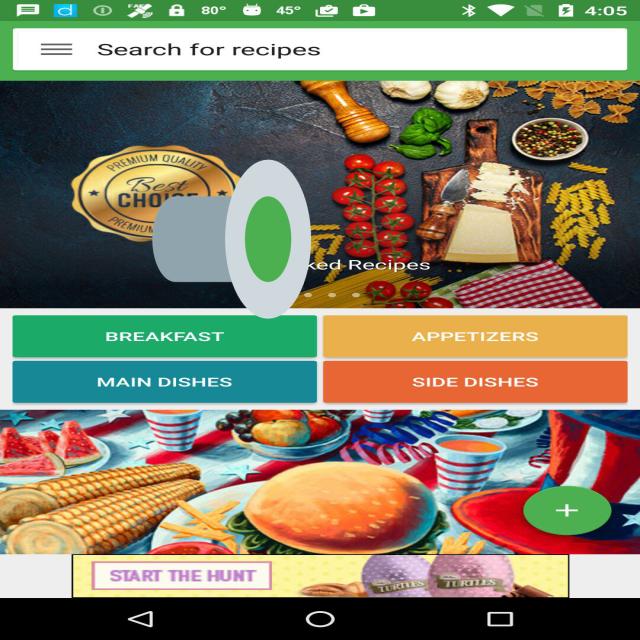 80° 45° 4:05
Search for recipes
PREMIUM QUALITY
Best
CHOICE
PREMIUM
ked Recipes
BREAKFAST
APPETIZERS
MAIN DISHES
SIDE DISHES
START THE HUNT
TURTLES
TURTLES